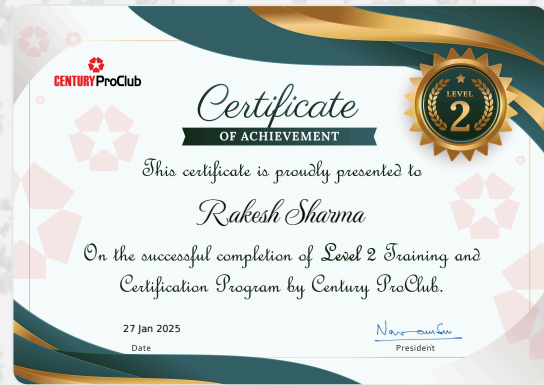 CENTURY ProClub
LEVEL
2
Certificate
OF ACHIEVEMENT
This certificate is proudly presented to
Rakesh Sharma
On the successful completion of Level 2 Training and
Certification Program by Century ProClub.
27 Jan 2025
Date
President